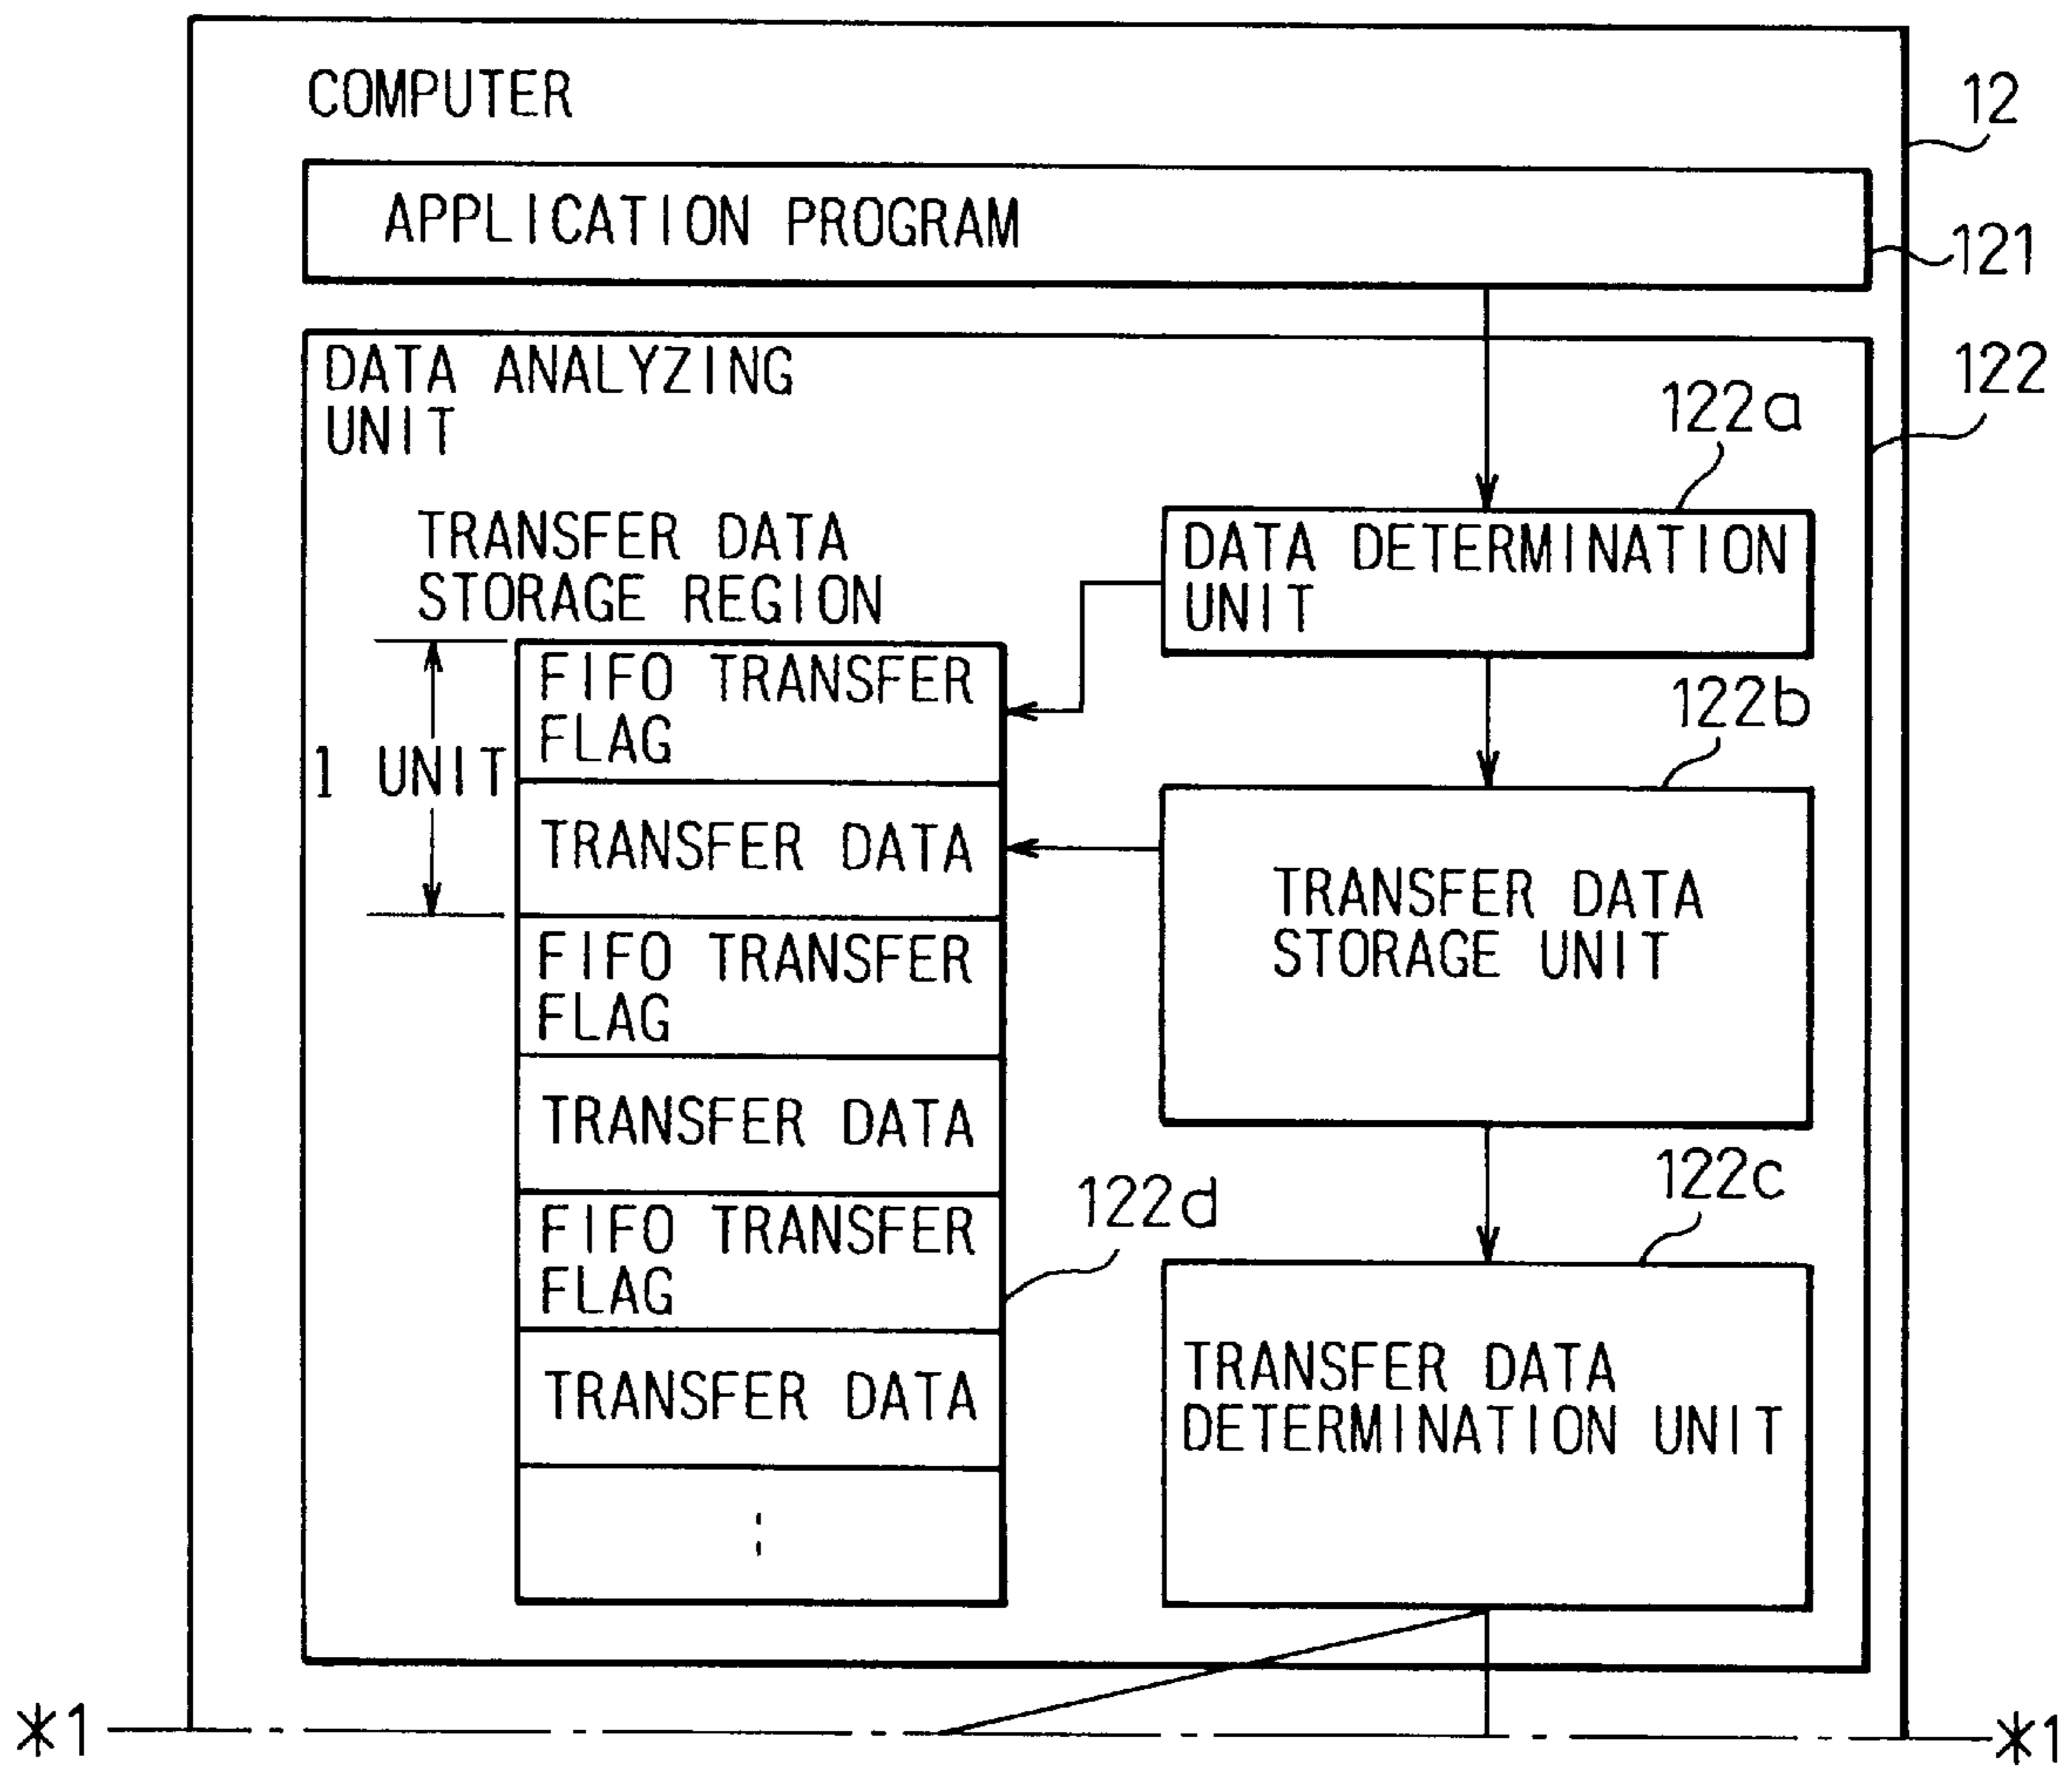 COMPUTER
12
APPLICATION PROGRAM
121
DATA ANALYZING
UNIT
122
122a
TRANSFER DATA
STORAGE REGION
DATA DETERMINATION
UNIT
1 UNIT
FIFO TRANSFER
FLAG
TRANSFER DATA
FIFO TRANSFER
FLAG
TRANSFER DATA
FIFO TRANSFER
FLAG
TRANSFER DATA
122d
122b
TRANSFER DATA
STORAGE UNIT
122c
TRANSFER DATA
DETERMINATION UNIT
*1
*1